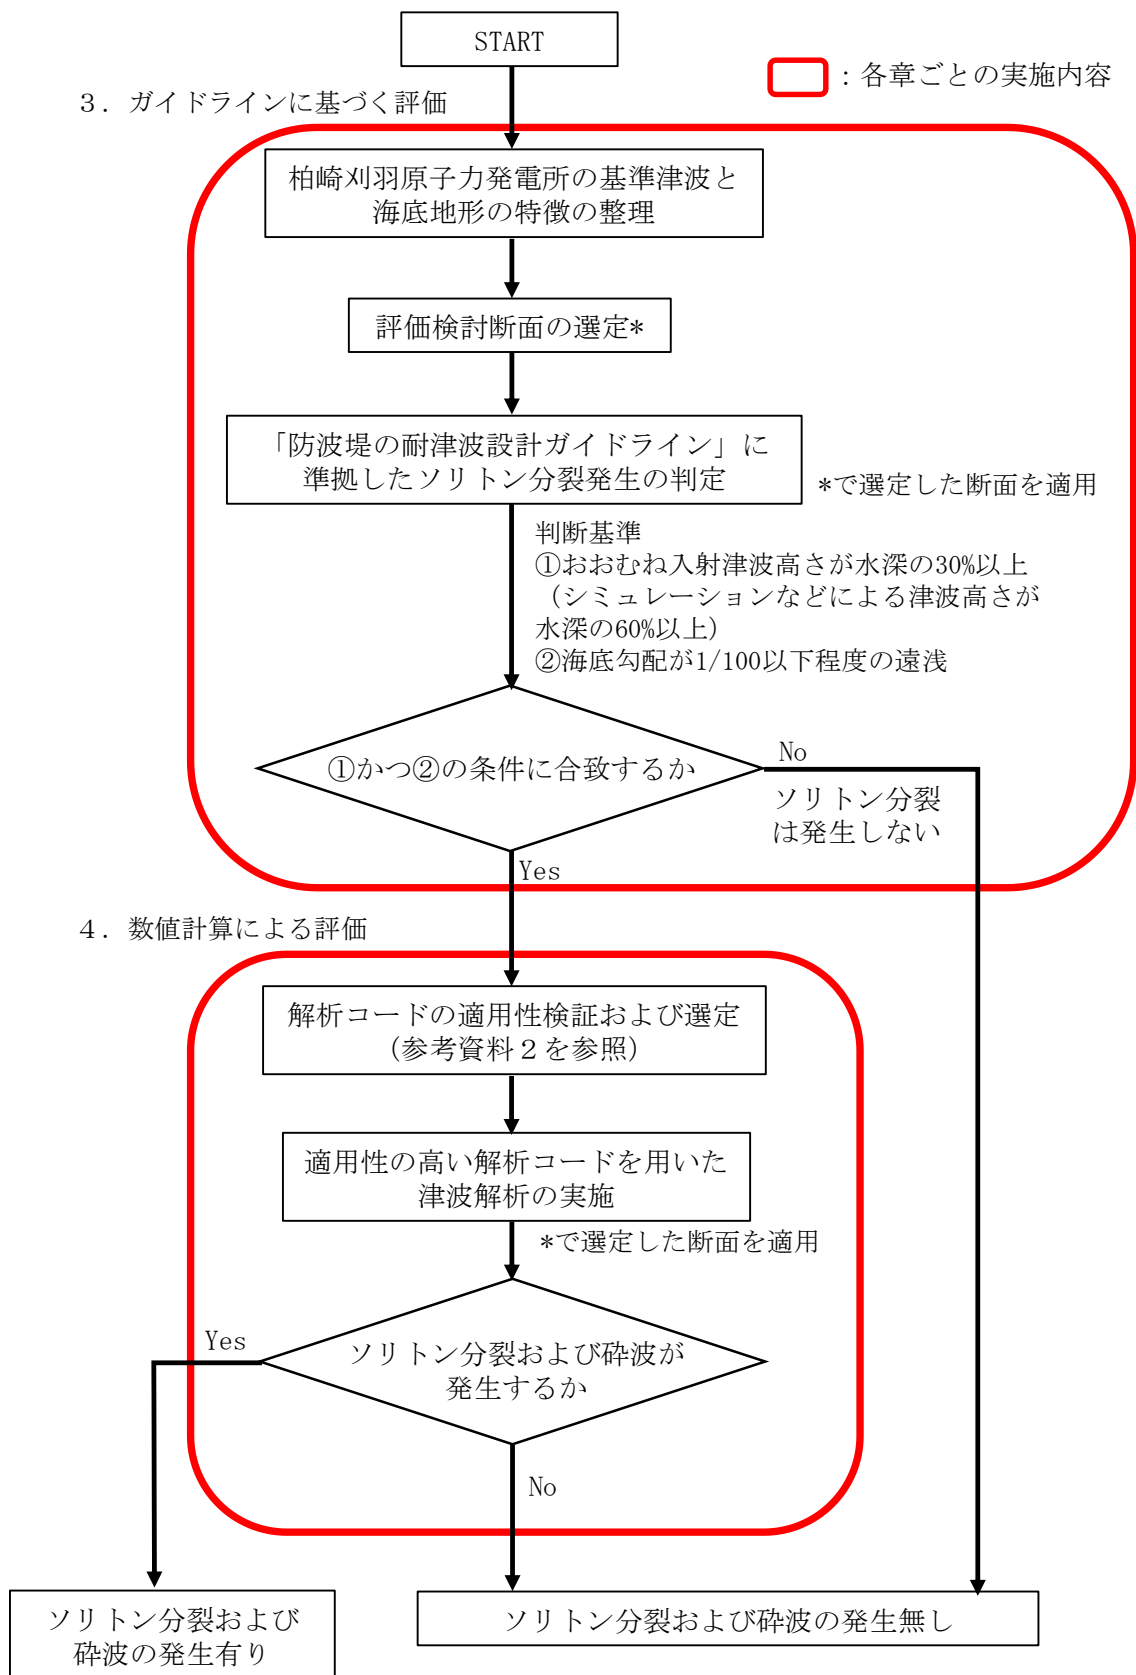 START
：各章ごとの実施内容
３．ガイドラインに基づく評価
柏崎刈羽原子力発電所の基準津波と
海底地形の特徴の整理
評価検討断面の選定*
「防波堤の耐津波設計ガイドライン」に
準拠したソリトン分裂発生の判定
*で選定した断面を適用
判断基準
①おおむね入射津波高さが水深の30%以上
（シミュレーションなどによる津波高さが
水深の60%以上）
②海底勾配が1/100以下程度の遠浅
①かつ②の条件に合致するか
No
ソリトン分裂
は発生しない
Yes
４．数値計算による評価
解析コードの適用性検証および選定
（参考資料２を参照）
適用性の高い解析コードを用いた
津波解析の実施
*で選定した断面を適用
Yes
ソリトン分裂および砕波が
発生するか
No
ソリトン分裂および
砕波の発生有り
ソリトン分裂および砕波の発生無し